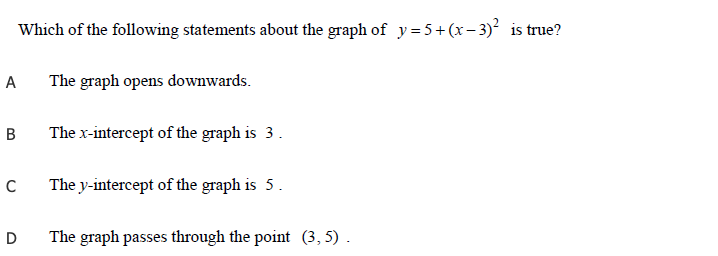 Which of the following statements about the graph of y = 5 + (x − 3)² is true?
A The graph opens downwards.
B The x-intercept of the graph is 3 .
C The y-intercept of the graph is 5 .
D The graph passes through the point (3, 5) .